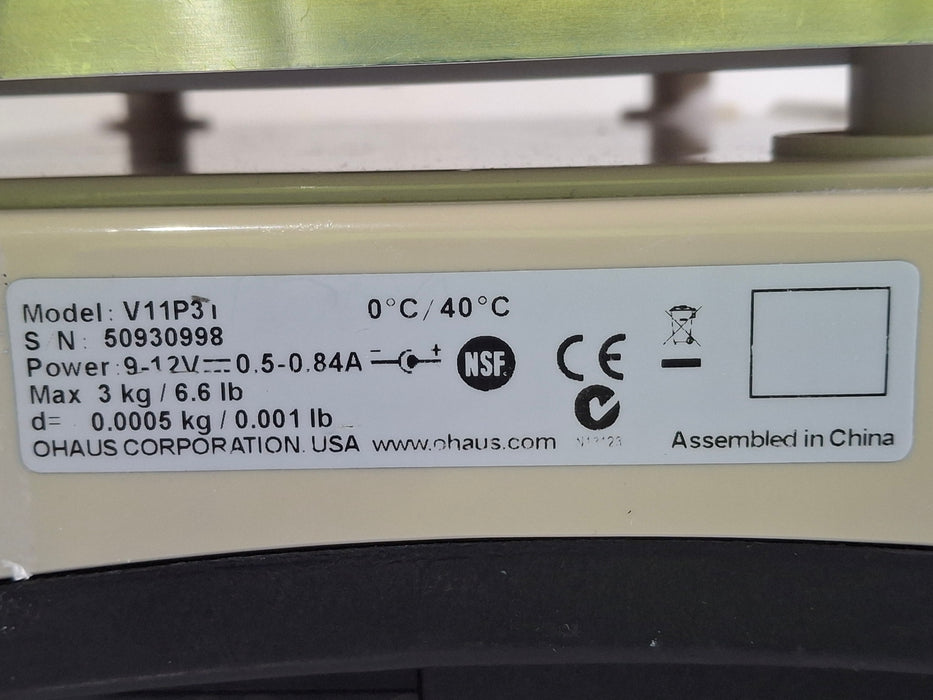 Model: V11P3T
0°C/40°C
S N: 50930998
Power:9-12V⎓0.5-0.84A - +
NSF.
CE
Max 3 kg / 6.6 lb
d= 0.0005 kg / 0.001 lb
OHAUS CORPORATION. USA www.ohaus.com
Assembled in China